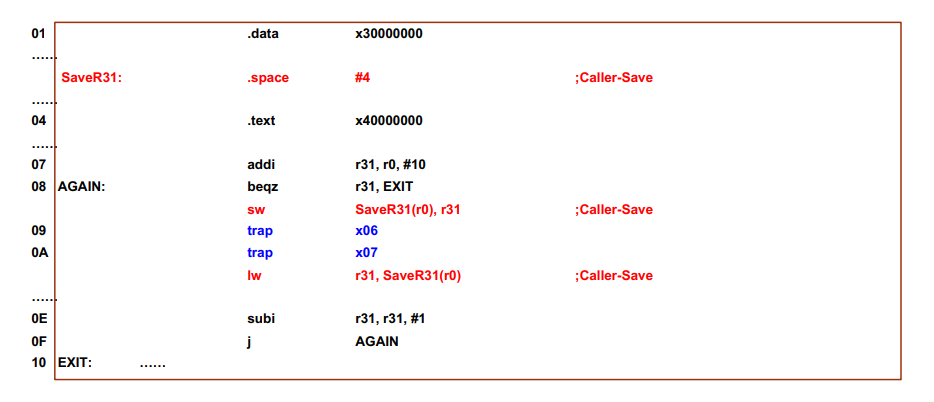 01 .data x30000000
……
SaveR31: .space #4 ;Caller-Save
……
04 .text x40000000
……
07 addi r31, r0, #10
08 AGAIN: beqz r31, EXIT
sw SaveR31(r0), r31 ;Caller-Save
09 trap x06
0A trap x07
lw r31, SaveR31(r0) ;Caller-Save
……
0E subi r31, r31, #1
0F j AGAIN
10 EXIT: ……